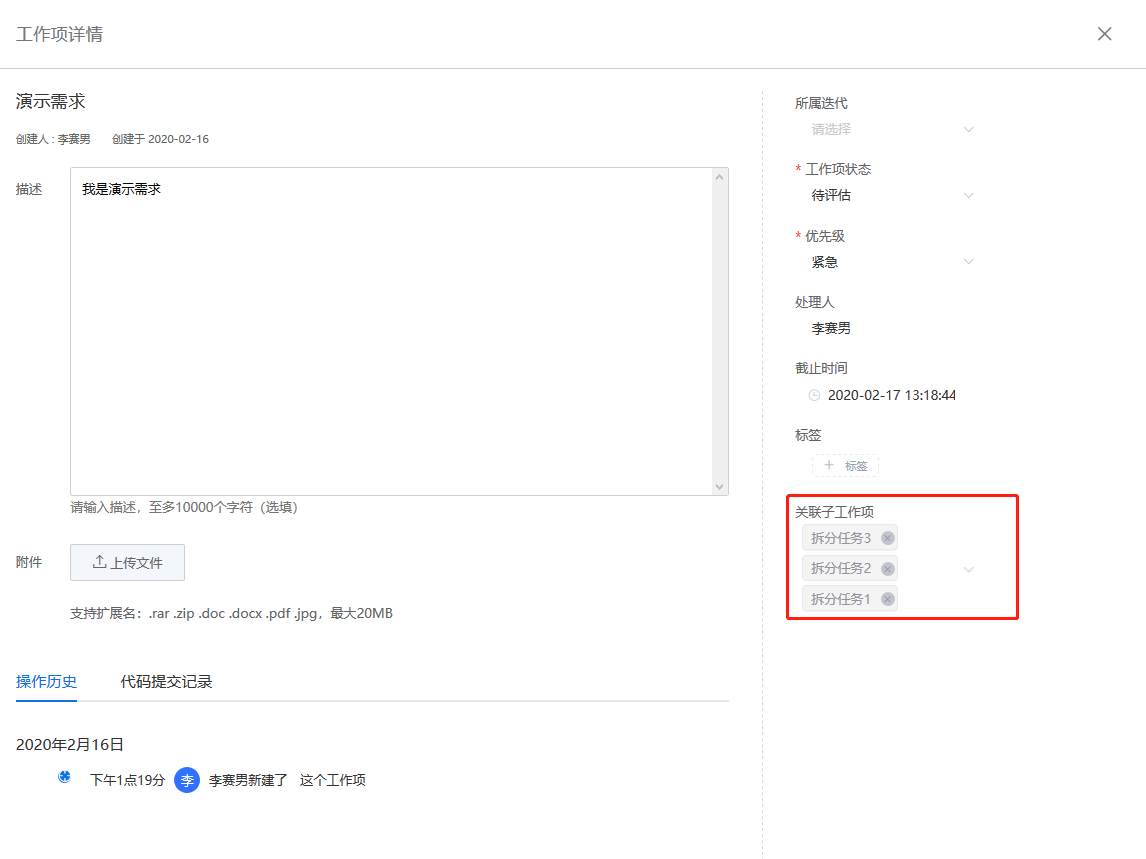 工作项详情
演示需求
创建人 : 李赛男 创建于 2020-02-16
描述
我是演示需求
请输入描述，至多10000个字符（选填）
附件
上传文件
支持扩展名：.rar .zip .doc .docx .pdf .jpg，最大20MB
操作历史 代码提交记录
2020年2月16日
下午1点19分 李 李赛男新建了 这个工作项
所属迭代
请选择
* 工作项状态
待评估
* 优先级
紧急
处理人
李赛男
截止时间
2020-02-17 13:18:44
标签
+ 标签
关联子工作项
拆分任务3
拆分任务2
拆分任务1